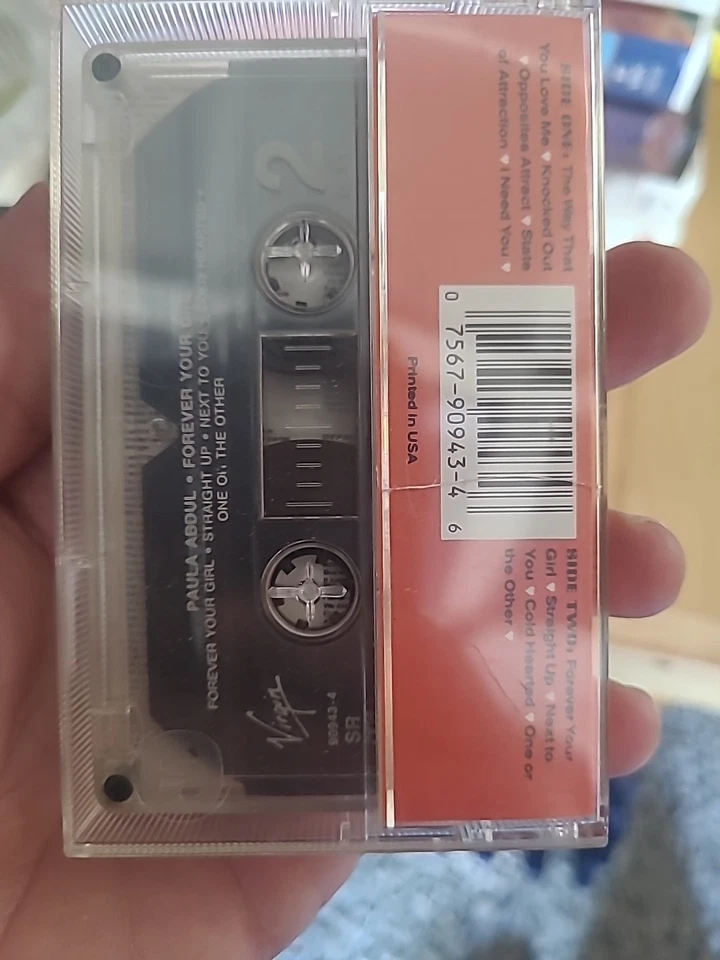 SIDE ONE: The Way That
You Love Me ♥ Knocked Out
♥ Opposites Attract ♥ State
of Attraction ♥ I Need You ♥
0 7567-90943-4 6
Printed in USA
SIDE TWO: Forever Your
Girl ♥ Straight Up ♥ Next to
You ♥ Cold Hearted ♥ One or
the Other ♥
2
PAULA ABDUL • FOREVER YOUR
FOREVER YOUR GIRL • STRAIGHT UP • NEXT TO YOU
ONE OR THE OTHER
Virgin
90943-4
SR